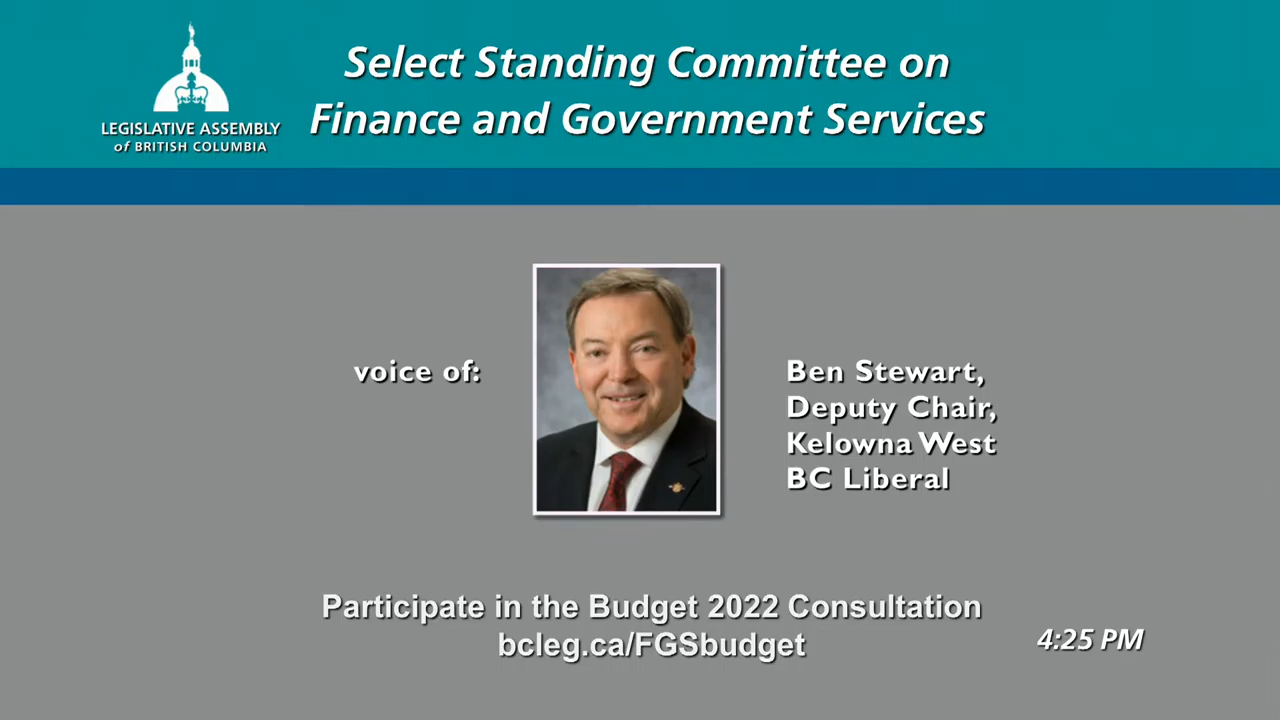 LEGISLATIVE ASSEMBLY
of BRITISH COLUMBIA
Select Standing Committee on
Finance and Government Services
voice of:
Ben Stewart,
Deputy Chair,
Kelowna West
BC Liberal
Participate in the Budget 2022 Consultation
bcleg.ca/FGSbudget
4:25 PM